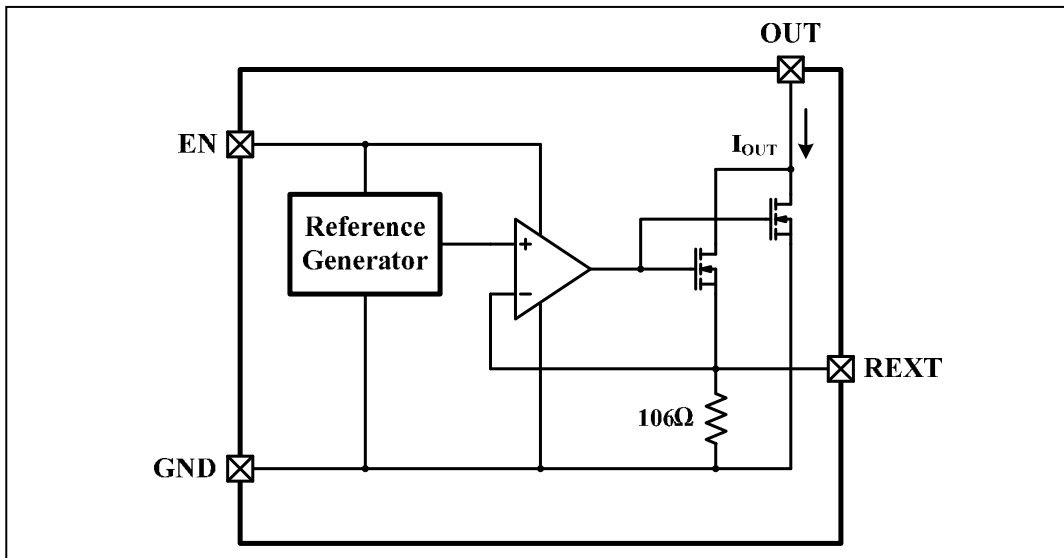 OUT
EN
I_OUT
Reference
Generator
+
−
REXT
106Ω
GND